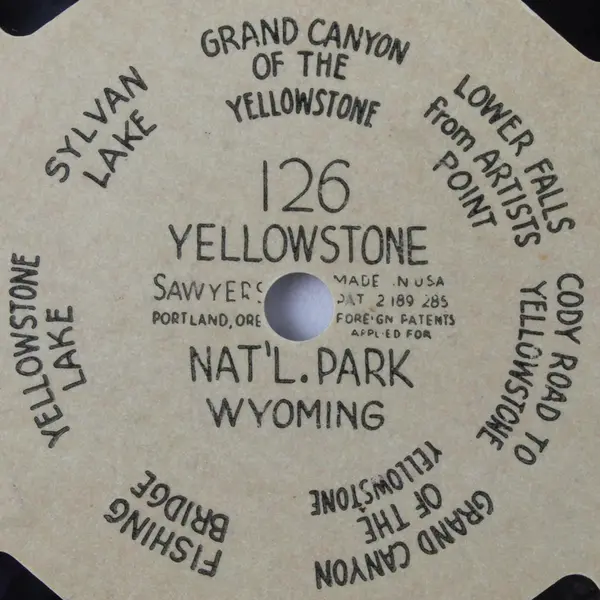 GRAND CANYON
OF THE
YELLOWSTONE
LOWER FALLS
from ARTISTS
POINT
CODY ROAD TO
YELLOWSTONE
GRAND CANYON
OF THE
YELLOWSTONE
FISHING
BRIDGE
YELLOWSTONE
LAKE
SYLVAN
LAKE
126
YELLOWSTONE
SAWYER'S MADE IN USA
PAT 2 189 285
PORTLAND, ORE FOREIGN PATENTS
APPLIED FOR
NAT'L. PARK
WYOMING